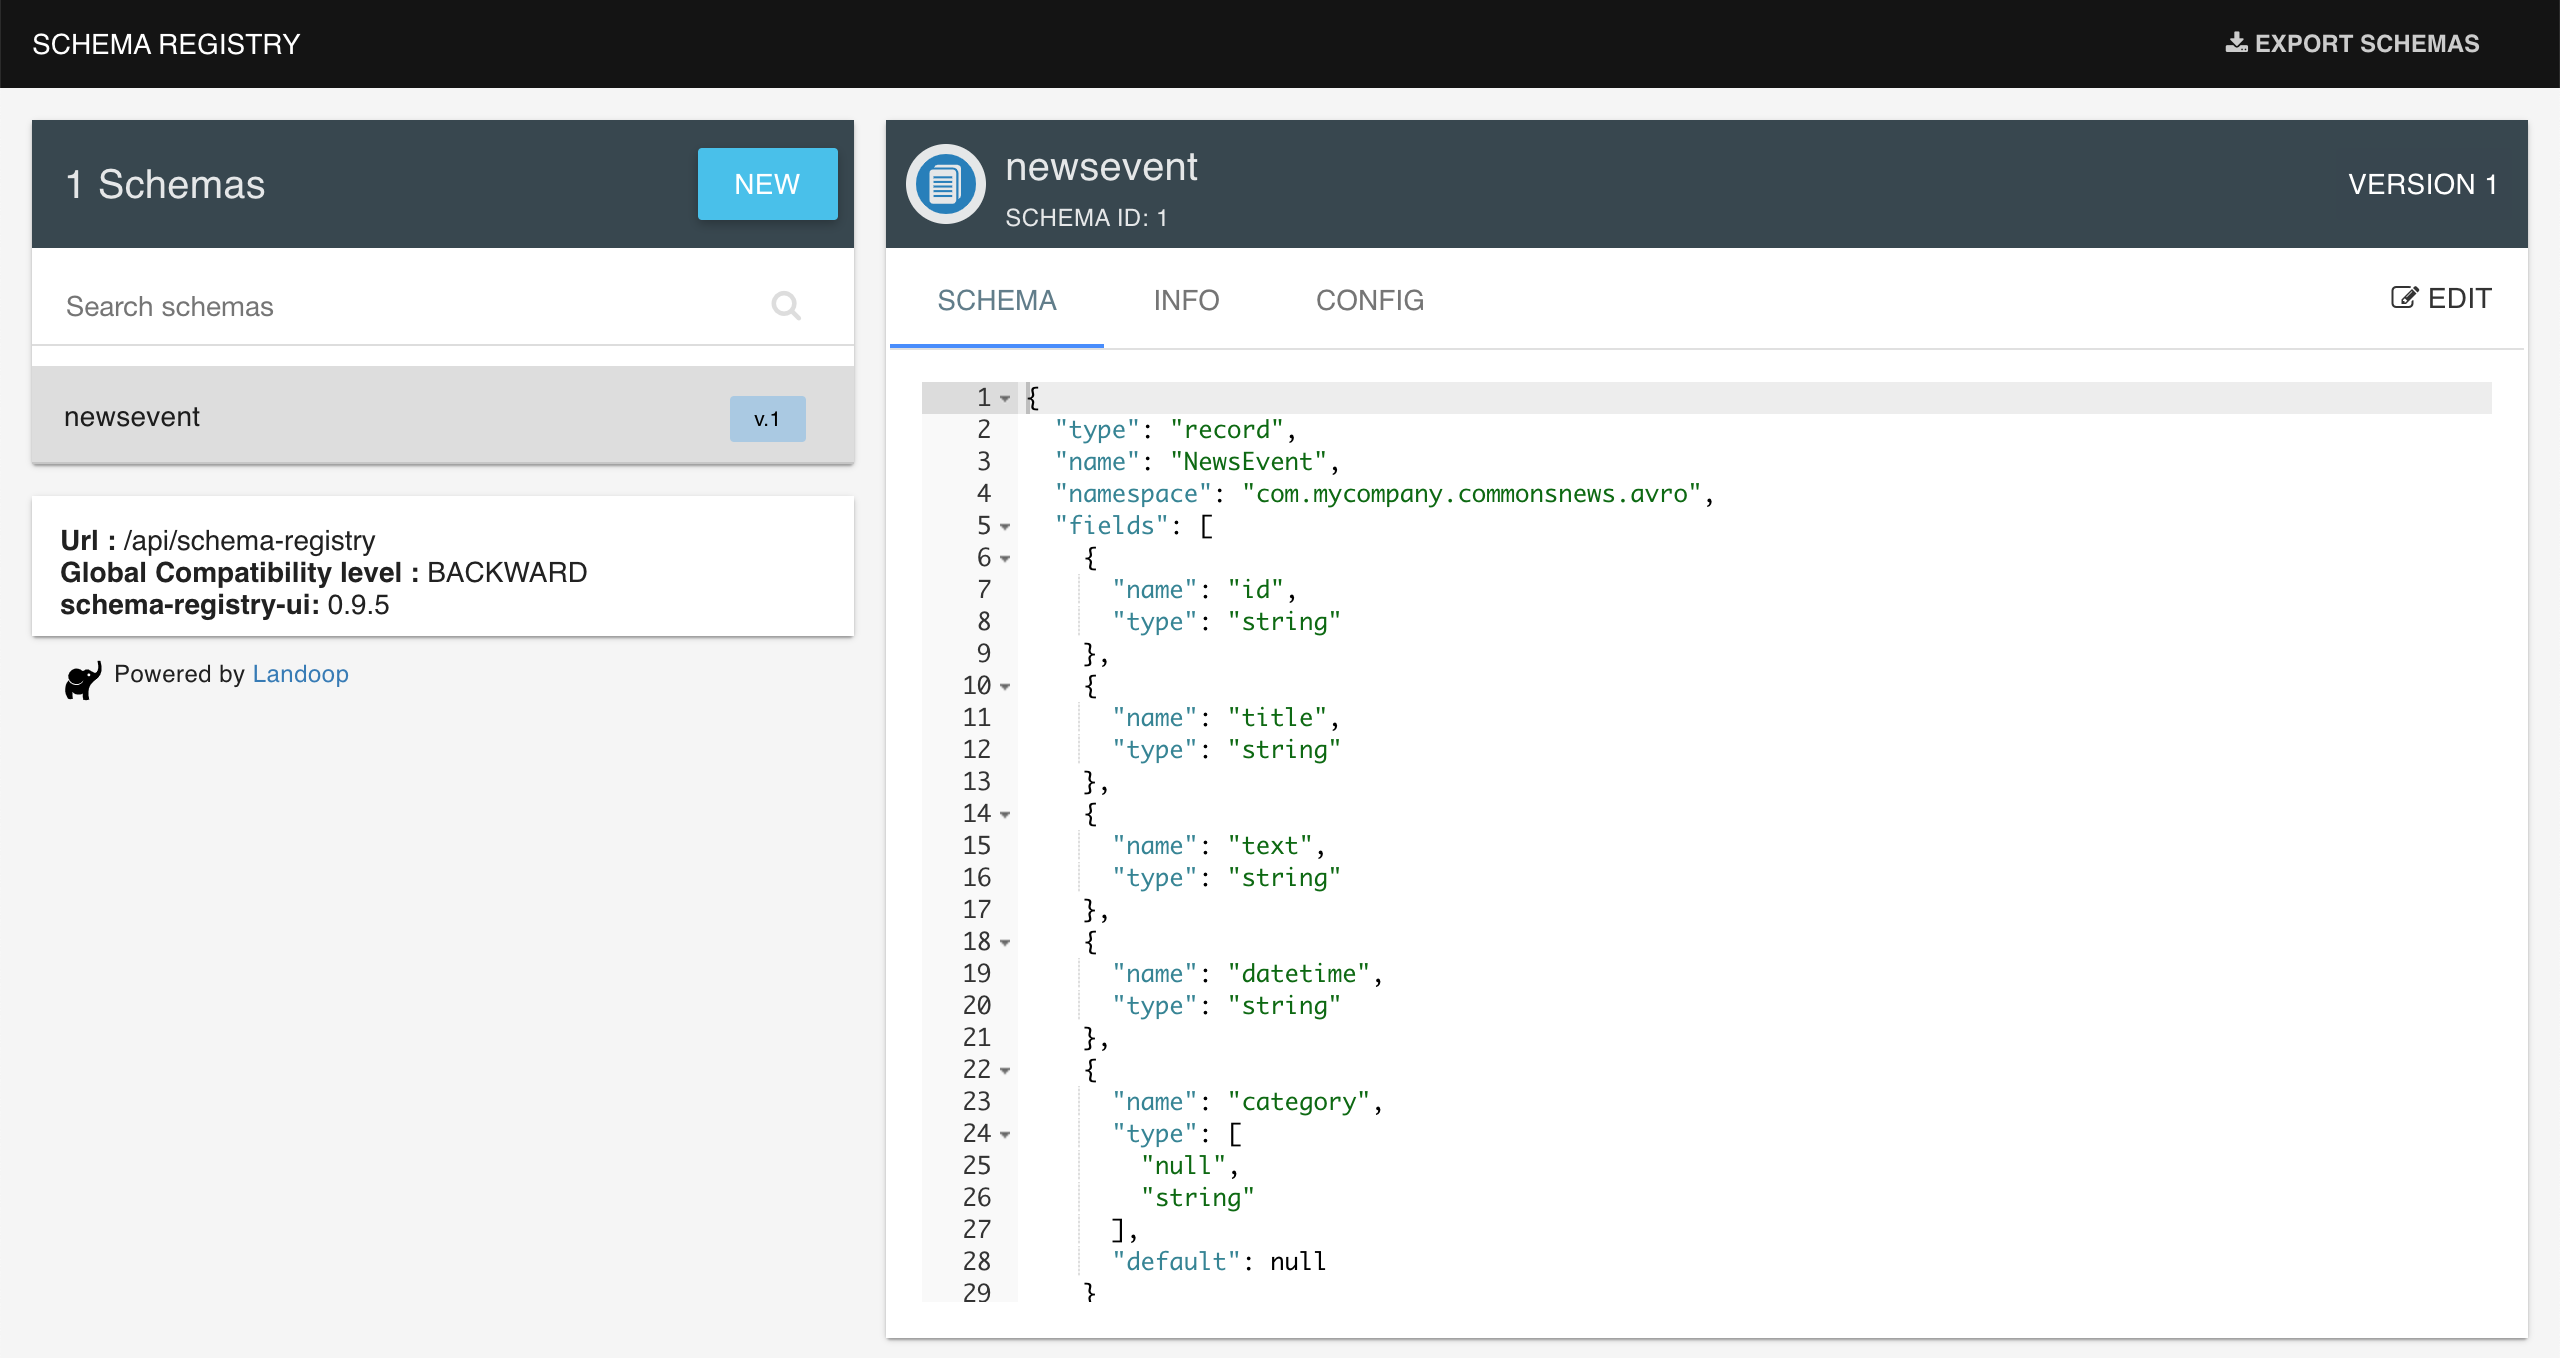 SCHEMA REGISTRY
EXPORT SCHEMAS
1 Schemas
NEW
Search schemas
newsevent
v.1
Url : /api/schema-registry
Global Compatibility level : BACKWARD
schema-registry-ui: 0.9.5
Powered by Landoop
newsevent
SCHEMA ID: 1
VERSION 1
SCHEMA INFO CONFIG
EDIT
1 {
2 "type": "record",
3 "name": "NewsEvent",
4 "namespace": "com.mycompany.commonsnews.avro",
5 "fields": [
6 {
7 "name": "id",
8 "type": "string"
9 },
10 {
11 "name": "title",
12 "type": "string"
13 },
14 {
15 "name": "text",
16 "type": "string"
17 },
18 {
19 "name": "datetime",
20 "type": "string"
21 },
22 {
23 "name": "category",
24 "type": [
25 "null",
26 "string"
27 ],
28 "default": null
29 }